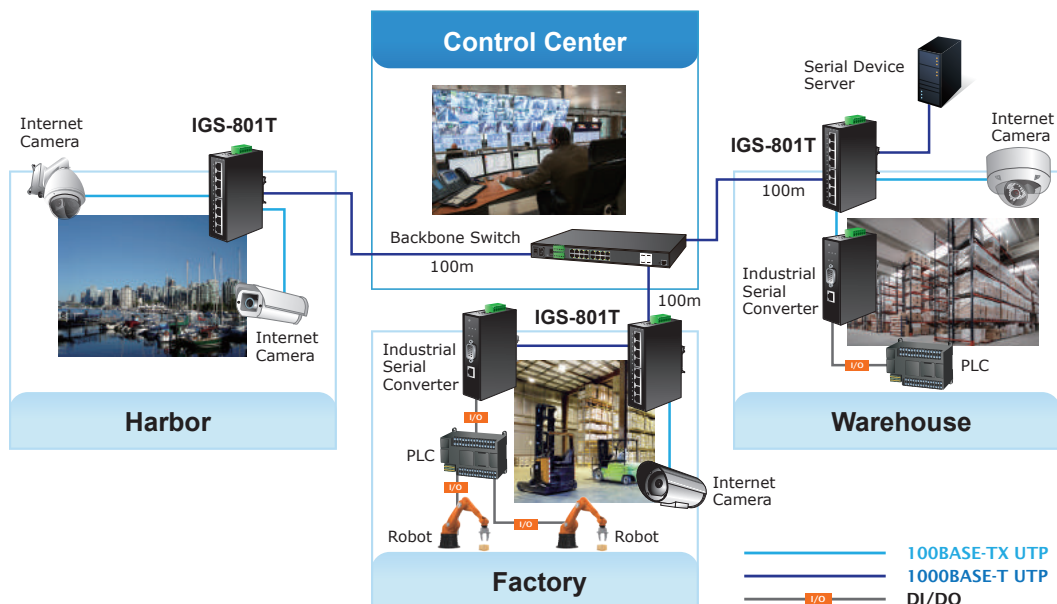 Control Center
Serial Device
Server
Internet
Camera
IGS-801T
IGS-801T
Internet
Camera
100m
Backbone Switch
100m
100m
IGS-801T
Industrial
Serial
Converter
Internet
Camera
Industrial
Serial
Converter
I/O
PLC
Harbor
I/O
PLC
Warehouse
I/O
Internet
Camera
I/O
Robot
Robot
100BASE-TX UTP
1000BASE-T UTP
I/O
DI/DO
Factory